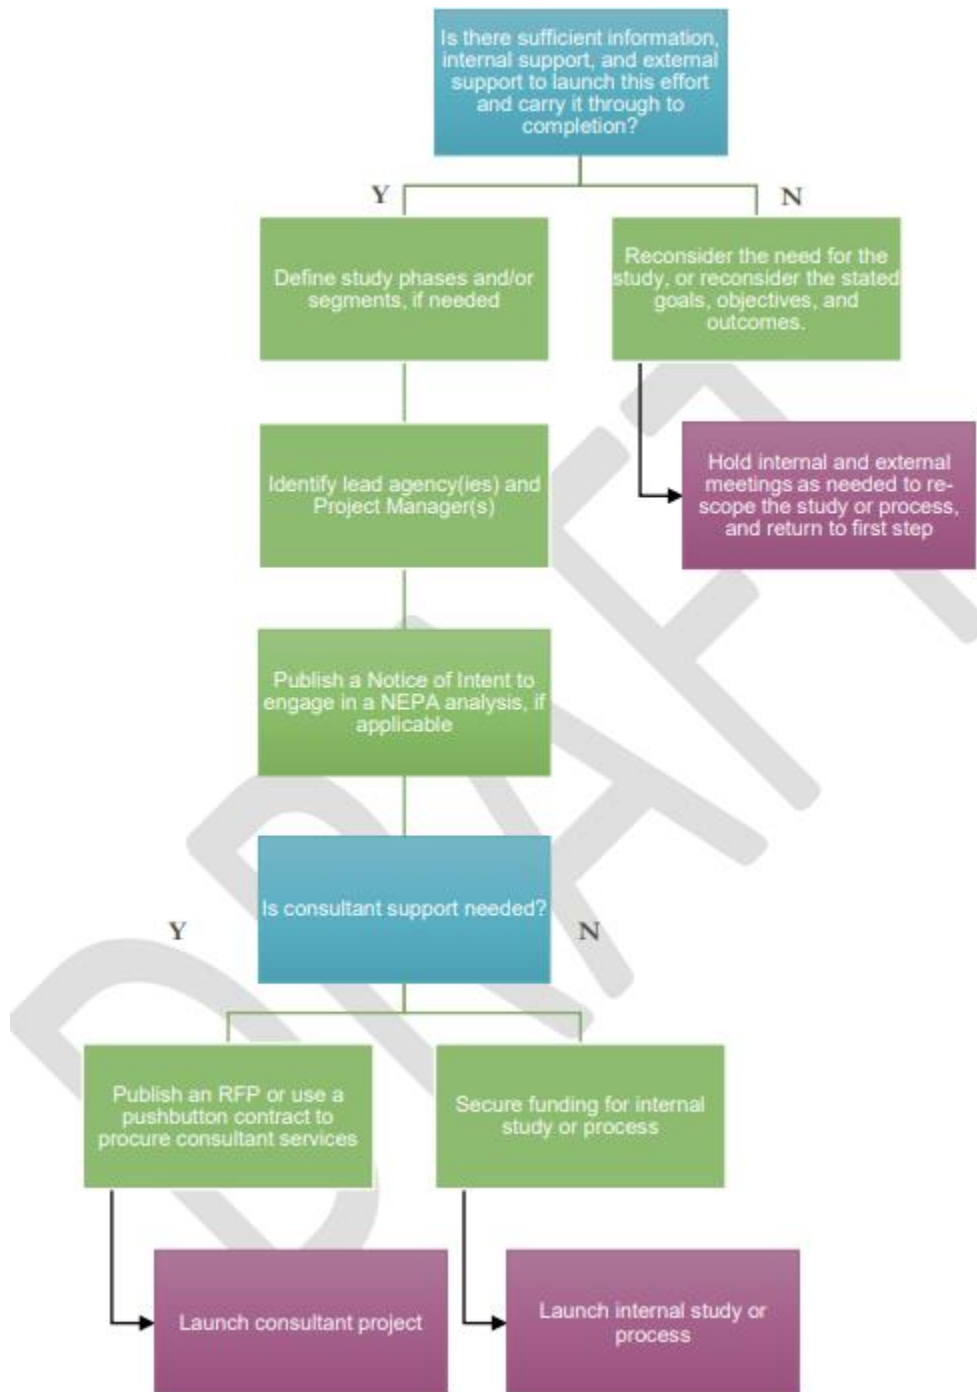 Is there sufficient information,
internal support, and external
support to launch this effort
and carry it through to
completion?
Y
N
Define study phases and/or
segments, if needed
Reconsider the need for the
study, or reconsider the stated
goals, objectives, and
outcomes.
Identify lead agency(ies) and
Project Manager(s)
Hold internal and external
meetings as needed to re-
scope the study or process,
and return to first step
Publish a Notice of Intent to
engage in a NEPA analysis, if
applicable
Is consultant support needed?
Y
N
Publish an RFP or use a
pushbutton contract to
procure consultant services
Secure funding for internal
study or process
Launch consultant project
Launch internal study or
process
DRAFT